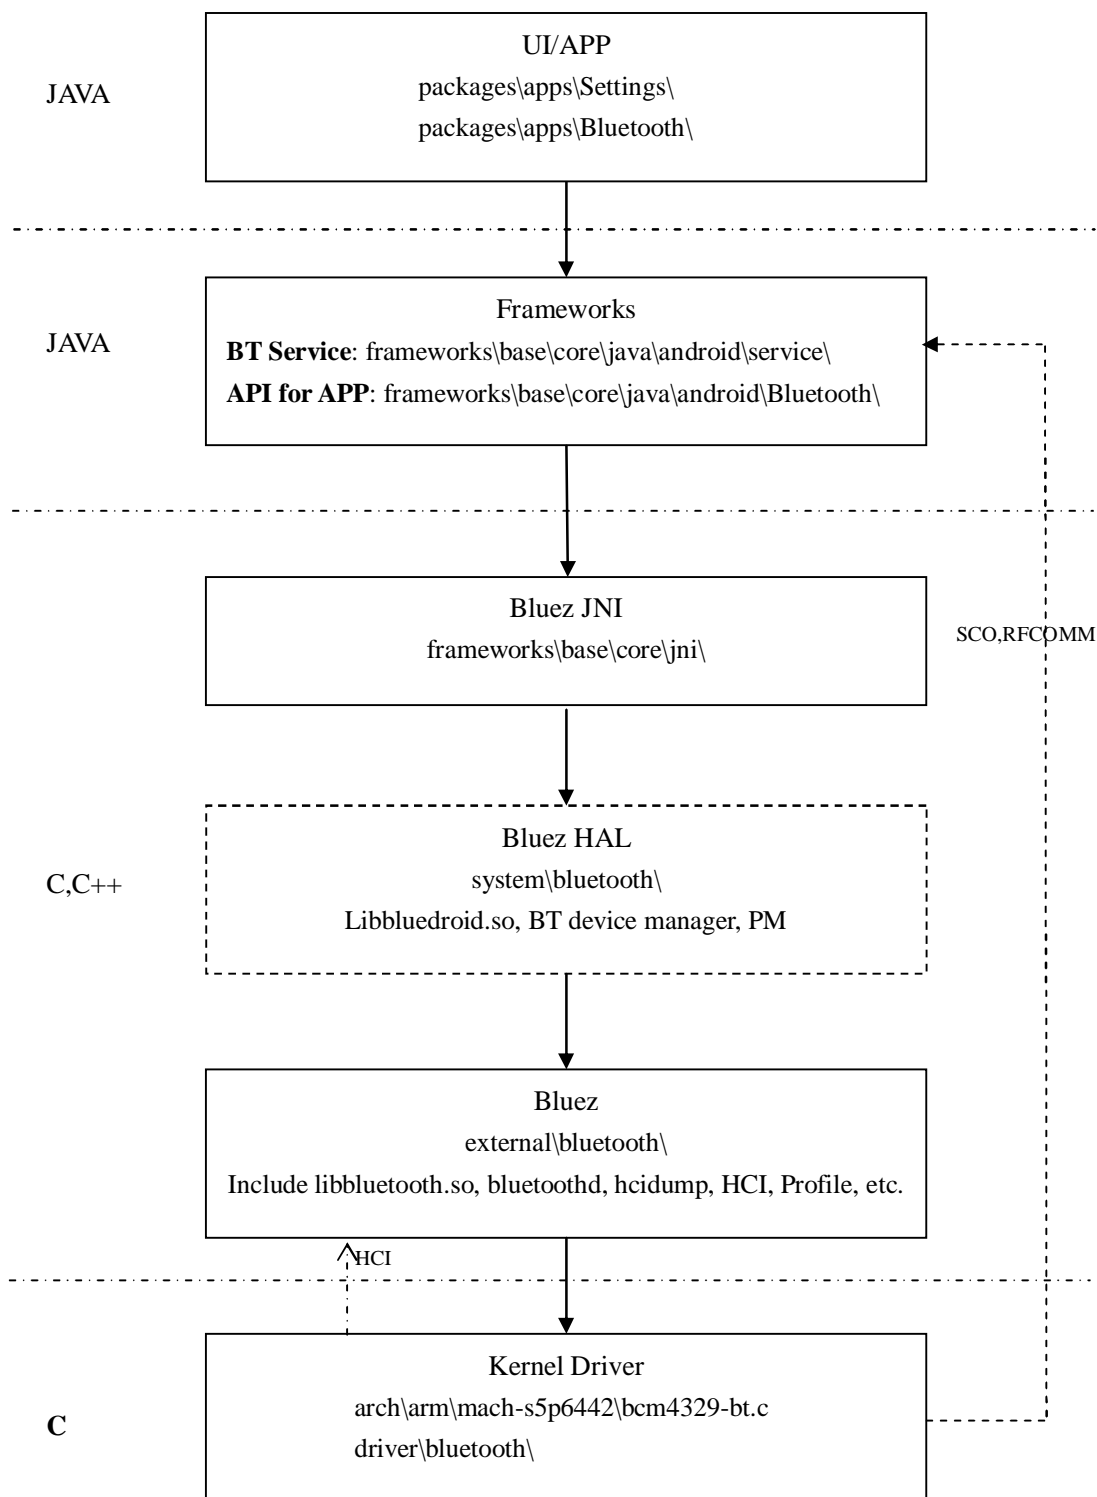 UI/APP
JAVA
packages\apps\Settings\
packages\apps\Bluetooth\
Frameworks
JAVA
BT Service: frameworks\base\core\java\android\service\
API for APP: frameworks\base\core\java\android\Bluetooth\
Bluez JNI
frameworks\base\core\jni\
SCO,RFCOMM
Bluez HAL
C,C++
system\bluetooth\
Libbluedroid.so, BT device manager, PM
Bluez
external\bluetooth\
Include libbluetooth.so, bluetoothd, hcidump, HCI, Profile, etc.
HCI
Kernel Driver
C
arch\arm\mach-s5p6442\bcm4329-bt.c
driver\bluetooth\